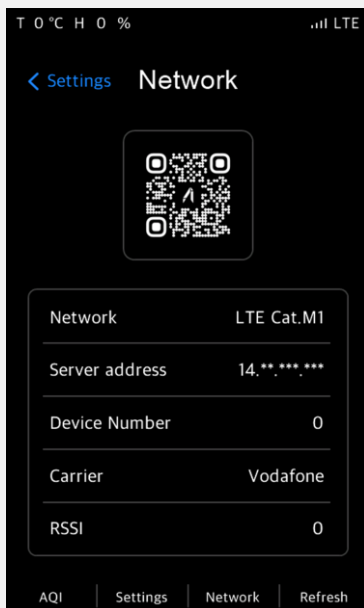 T 0 °C H 0 % LTE
Settings Network
Network LTE Cat.M1
Server address 14.**.***.***
Device Number 0
Carrier Vodafone
RSSI 0
AQI Settings Network Refresh